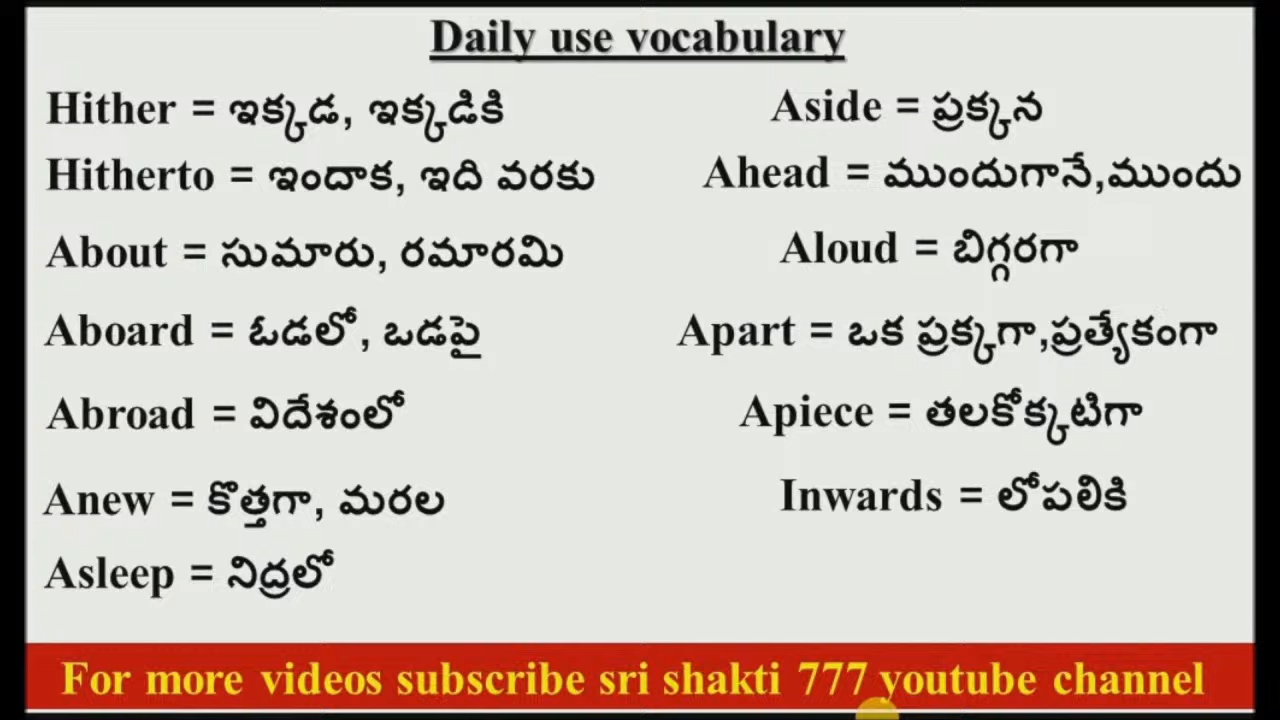 Daily use vocabulary
Hither = ఇక్కడ, ఇక్కడికి
Hitherto = ఇందాక, ఇది వరకు
About = సుమారు, రమారమి
Aboard = ఓడలో, ఒడపై
Abroad = విదేశంలో
Anew = కొత్తగా, మరల
Asleep = నిద్రలో
Aside = ప్రక్కన
Ahead = ముందుగానే,ముందు
Aloud = బిగ్గరగా
Apart = ఒక ప్రక్కగా,ప్రత్యేకంగా
Apiece = తలకోక్కటిగా
Inwards = లోపలికి
For more videos subscribe sri shakti 777 youtube channel